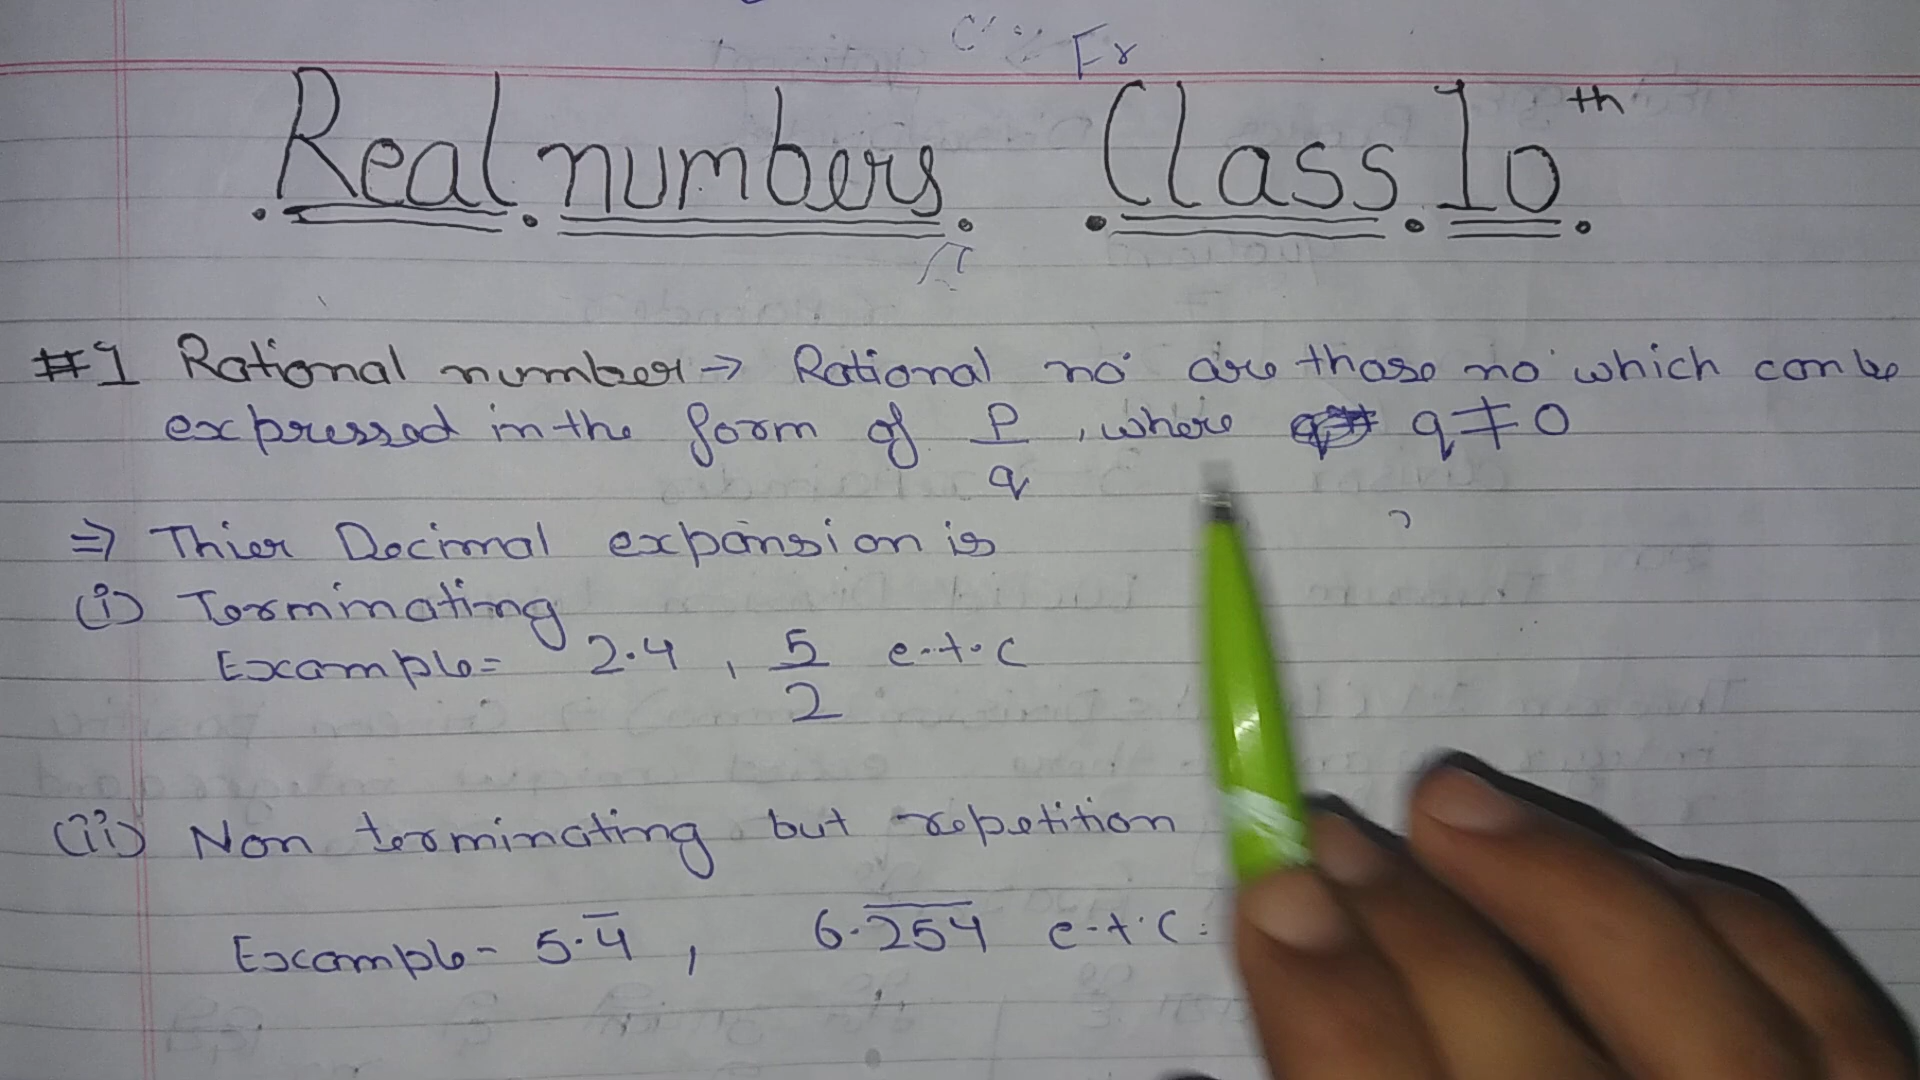 Fr
Real numbers Class 10th
#1 Rational number → Rational no. are those no. which can be
expressed in the form of p/q, where q ≠ 0
⇒ Thier Decimal expansion is
(i) Terminating
Example = 2.4, 5/2 e.t.c
(ii) Non terminating but repetition
Example - 5.4̅, 6.2̅5̅4̅ e.t.c.